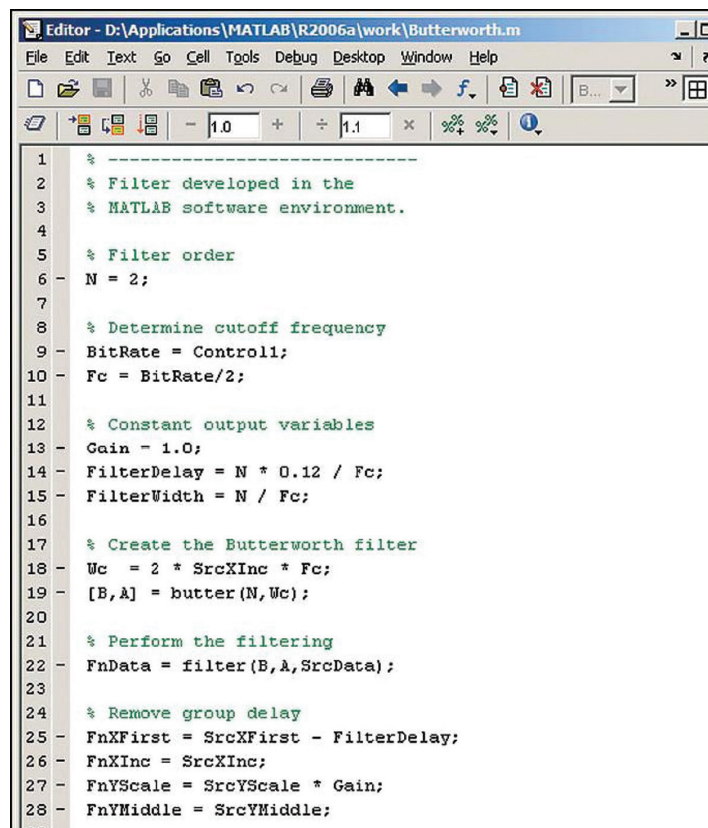 Editor - D:\Applications\MATLAB\R2006a\work\Butterworth.m
File Edit Text Go Cell Tools Debug Desktop Window Help
B...
1.0
1.1
1 % -----------------------------
2 % Filter developed in the
3 % MATLAB software environment.
4
5 % Filter order
6 - N = 2;
7
8 % Determine cutoff frequency
9 - BitRate = Control1;
10 - Fc = BitRate/2;
11
12 % Constant output variables
13 - Gain = 1.0;
14 - FilterDelay = N * 0.12 / Fc;
15 - FilterWidth = N / Fc;
16
17 % Create the Butterworth filter
18 - Wc = 2 * SrcXInc * Fc;
19 - [B,A] = butter(N,Wc);
20
21 % Perform the filtering
22 - FnData = filter(B,A,SrcData);
23
24 % Remove group delay
25 - FnXFirst = SrcXFirst - FilterDelay;
26 - FnXInc = SrcXInc;
27 - FnYScale = SrcYScale * Gain;
28 - FnYMiddle = SrcYMiddle;